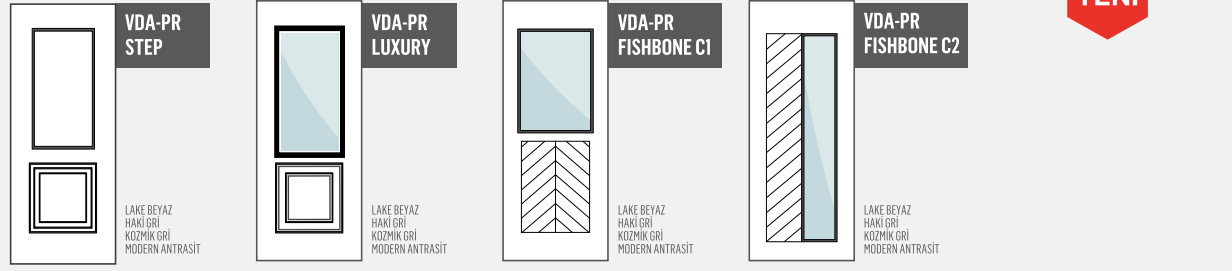 VDA-PR
STEP
LAKE BEYAZ
HAKİ GRİ
KOZMİK GRİ
MODERN ANTRASİT
VDA-PR
LUXURY
LAKE BEYAZ
HAKİ GRİ
KOZMİK GRİ
MODERN ANTRASİT
VDA-PR
FISHBONE C1
LAKE BEYAZ
HAKİ GRİ
KOZMİK GRİ
MODERN ANTRASİT
VDA-PR
FISHBONE C2
LAKE BEYAZ
HAKİ GRİ
KOZMİK GRİ
MODERN ANTRASİT